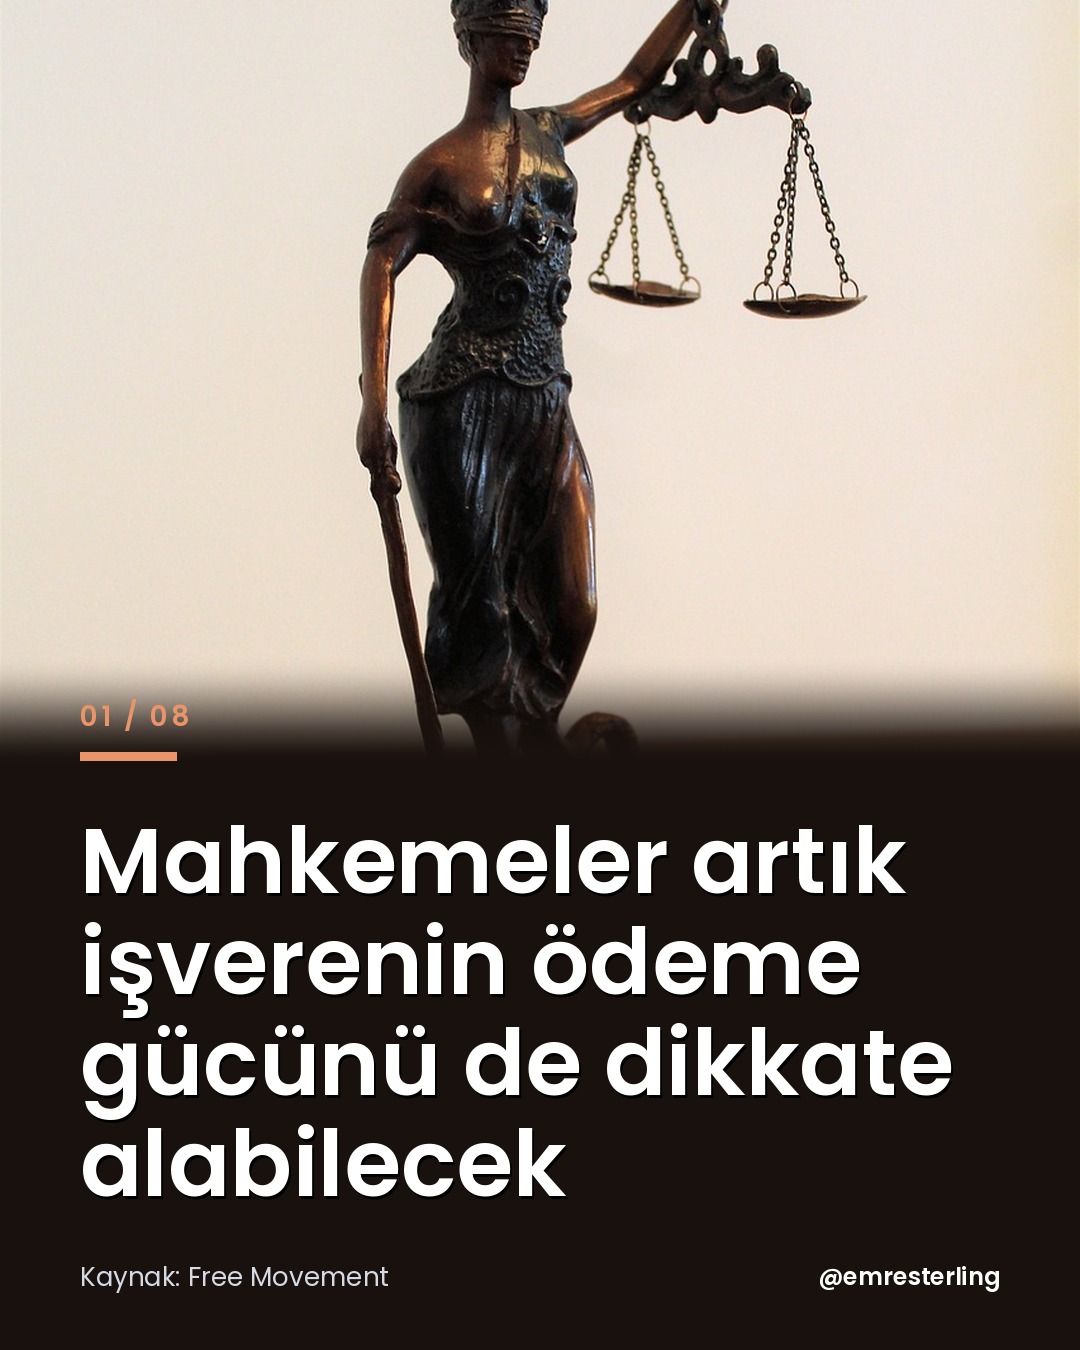 01 / 08
Mahkemeler artık
işverenin ödeme
gücünü de dikkate
alabilecek
Kaynak: Free Movement
@emresterling